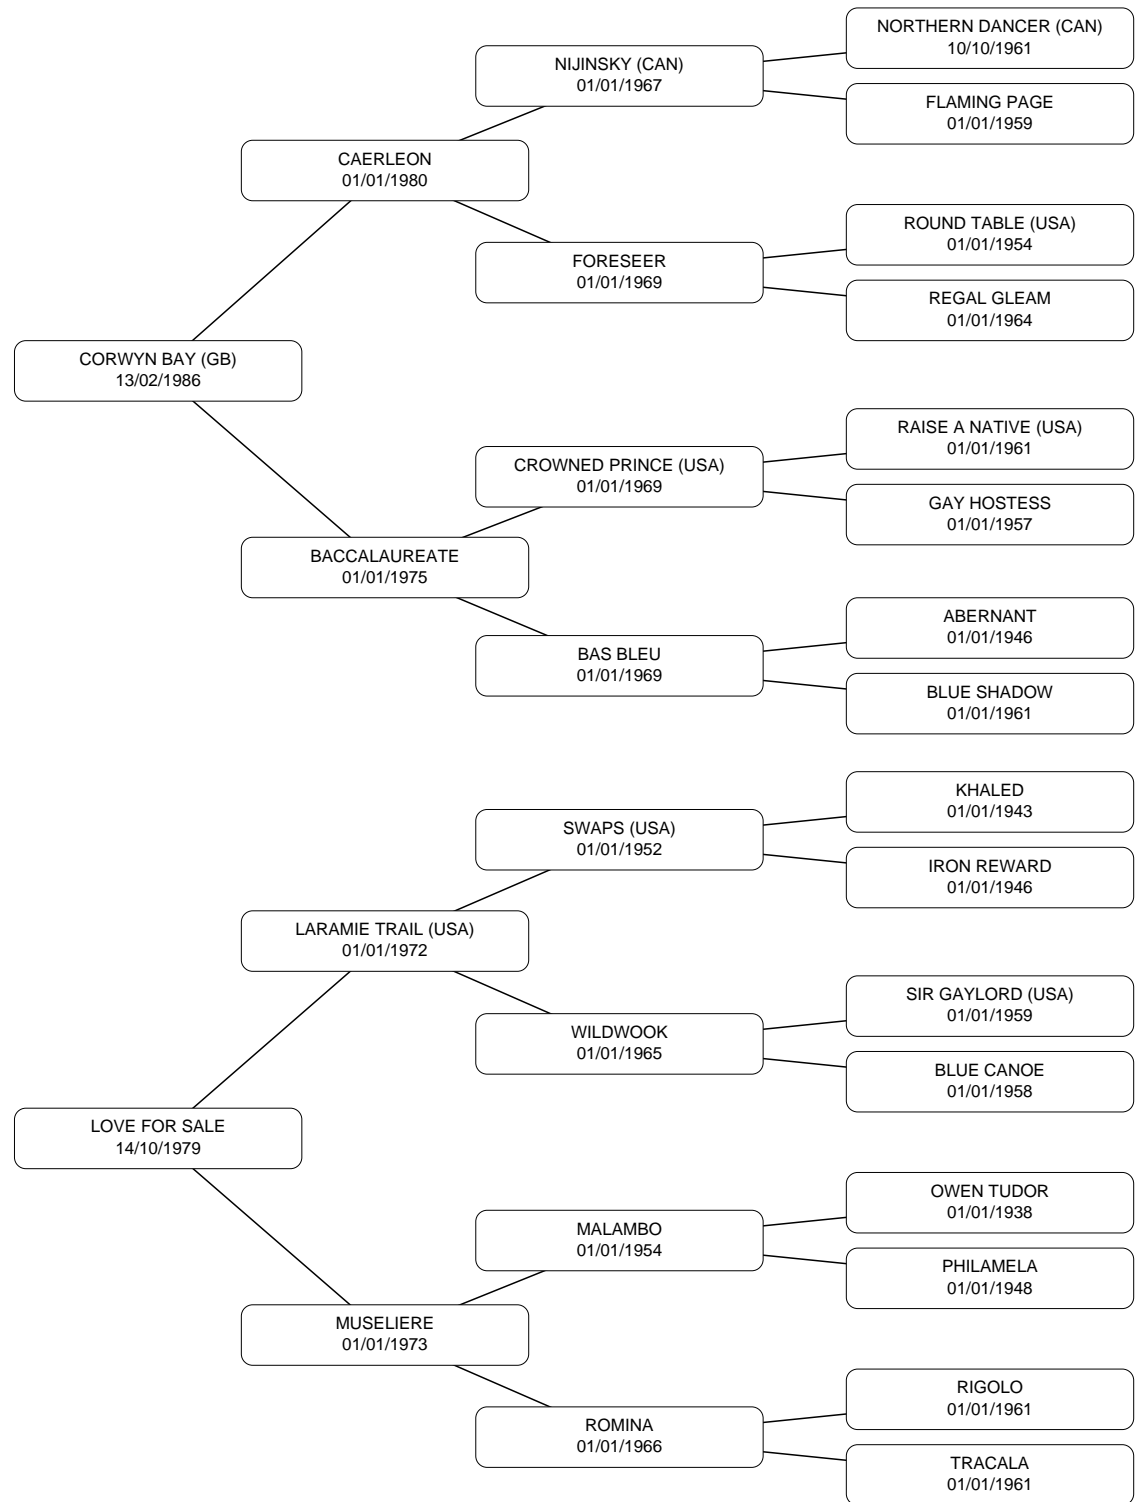 NORTHERN DANCER (CAN)
10/10/1961
NIJINSKY (CAN)
01/01/1967
FLAMING PAGE
01/01/1959
CAERLEON
01/01/1980
ROUND TABLE (USA)
01/01/1954
FORESEER
01/01/1969
REGAL GLEAM
01/01/1964
CORWYN BAY (GB)
13/02/1986
RAISE A NATIVE (USA)
01/01/1961
CROWNED PRINCE (USA)
01/01/1969
GAY HOSTESS
01/01/1957
BACCALAUREATE
01/01/1975
ABERNANT
01/01/1946
BAS BLEU
01/01/1969
BLUE SHADOW
01/01/1961
KHALED
01/01/1943
SWAPS (USA)
01/01/1952
IRON REWARD
01/01/1946
LARAMIE TRAIL (USA)
01/01/1972
SIR GAYLORD (USA)
01/01/1959
WILDWOOK
01/01/1965
BLUE CANOE
01/01/1958
LOVE FOR SALE
14/10/1979
OWEN TUDOR
01/01/1938
MALAMBO
01/01/1954
PHILAMELA
01/01/1948
MUSELIERE
01/01/1973
RIGOLO
01/01/1961
ROMINA
01/01/1966
TRACALA
01/01/1961